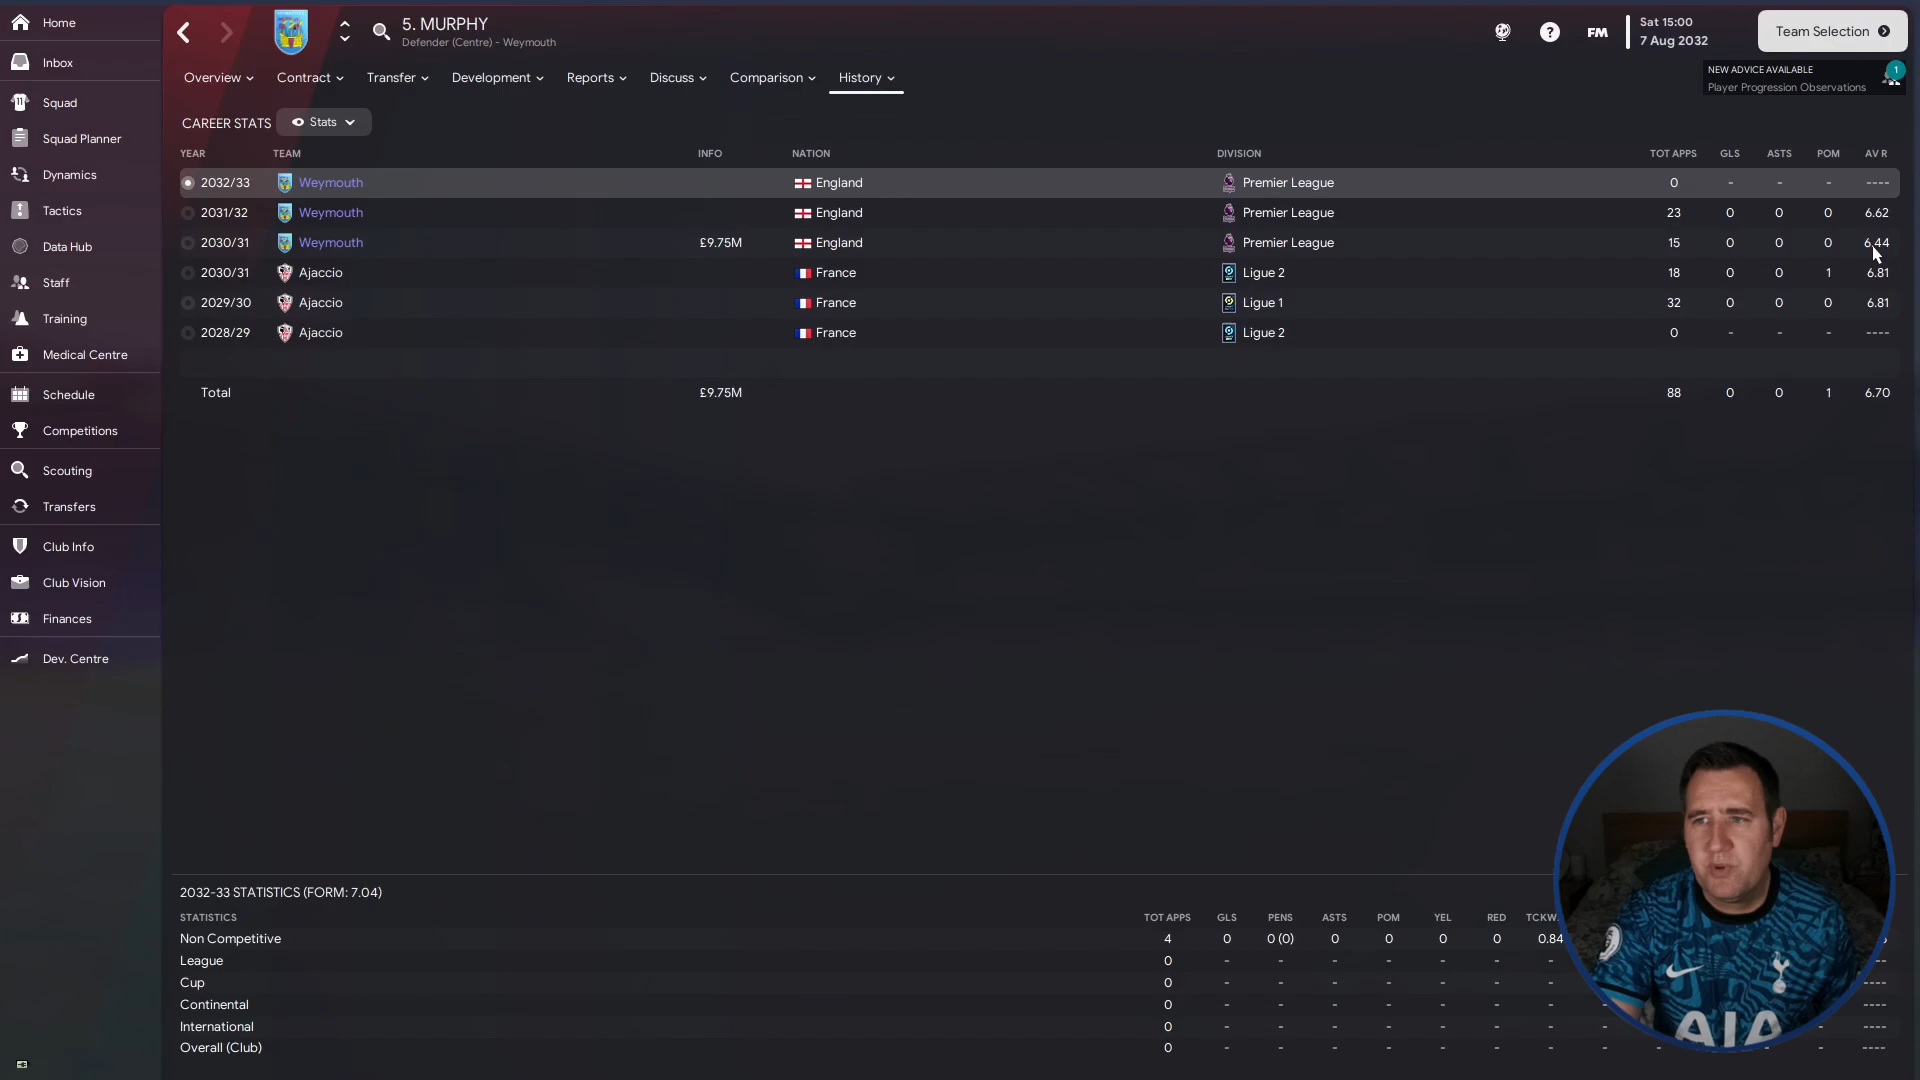 Home
Inbox
Squad
Squad Planner
Dynamics
Tactics
Data Hub
Staff
Training
Medical Centre
Schedule
Competitions
Scouting
Transfers
Club Info
Club Vision
Finances
Dev. Centre
5. MURPHY
Defender (Centre) - Weymouth
FM
Sat 15:00
7 Aug 2032
Team Selection
NEW ADVICE AVAILABLE 1
Player Progression Observations
Overview Contract Transfer Development Reports Discuss Comparison History
CAREER STATS Stats
YEAR TEAM INFO NATION DIVISION TOT APPS GLS ASTS POM AV R
2032/33 Weymouth England Premier League 0 - - - ----
2031/32 Weymouth England Premier League 23 0 0 0 6.62
2030/31 Weymouth £9.75M England Premier League 15 0 0 0 6.44
2030/31 Ajaccio France Ligue 2 18 0 0 1 6.81
2029/30 Ajaccio France Ligue 1 32 0 0 0 6.81
2028/29 Ajaccio France Ligue 2 0 - - - ----
Total £9.75M 88 0 0 1 6.70
2032-33 STATISTICS (FORM: 7.04)
STATISTICS TOT APPS GLS PENS ASTS POM YEL RED TCKW
Non Competitive 4 0 0 (0) 0 0 0 0 0.84
League 0 - - - - - - -
Cup 0 - - - - - - - ----
Continental 0 - - - - - - - ----
International 0 - - - - - - - - - ----
Overall (Club) 0 - - - - - - - - - - - - ----
AIA